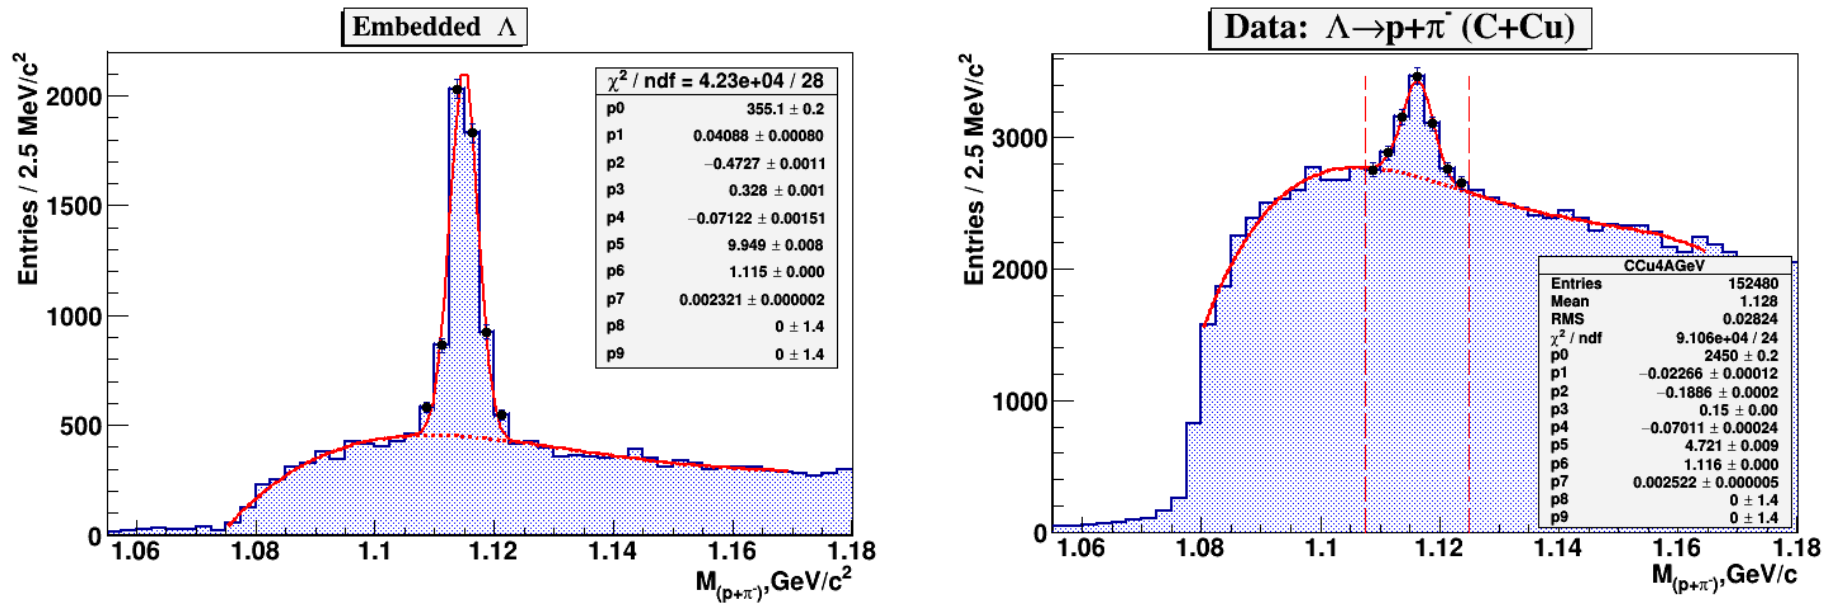 Embedded Λ
Entries / 2.5 MeV/c²
2000
1500
1000
500
0
1.06 1.08 1.1 1.12 1.14 1.16 1.18
M(p+π⁻),GeV/c²
χ² / ndf = 4.23e+04 / 28
p0 355.1 ± 0.2
p1 0.04088 ± 0.00080
p2 −0.4727 ± 0.0011
p3 0.328 ± 0.001
p4 −0.07122 ± 0.00151
p5 9.949 ± 0.008
p6 1.115 ± 0.000
p7 0.002321 ± 0.000002
p8 0 ± 1.4
p9 0 ± 1.4
Data: Λ→p+π⁻ (C+Cu)
Entries / 2.5 MeV/c²
3000
2000
1000
0
1.06 1.08 1.1 1.12 1.14 1.16 1.18
M(p+π⁻),GeV/c
CCu4AGeV
Entries 152480
Mean 1.128
RMS 0.02824
χ² / ndf 9.106e+04 / 24
p0 2450 ± 0.2
p1 −0.02266 ± 0.00012
p2 −0.1886 ± 0.0002
p3 0.15 ± 0.00
p4 −0.07011 ± 0.00024
p5 4.721 ± 0.009
p6 1.116 ± 0.000
p7 0.002522 ± 0.000005
p8 0 ± 1.4
p9 0 ± 1.4